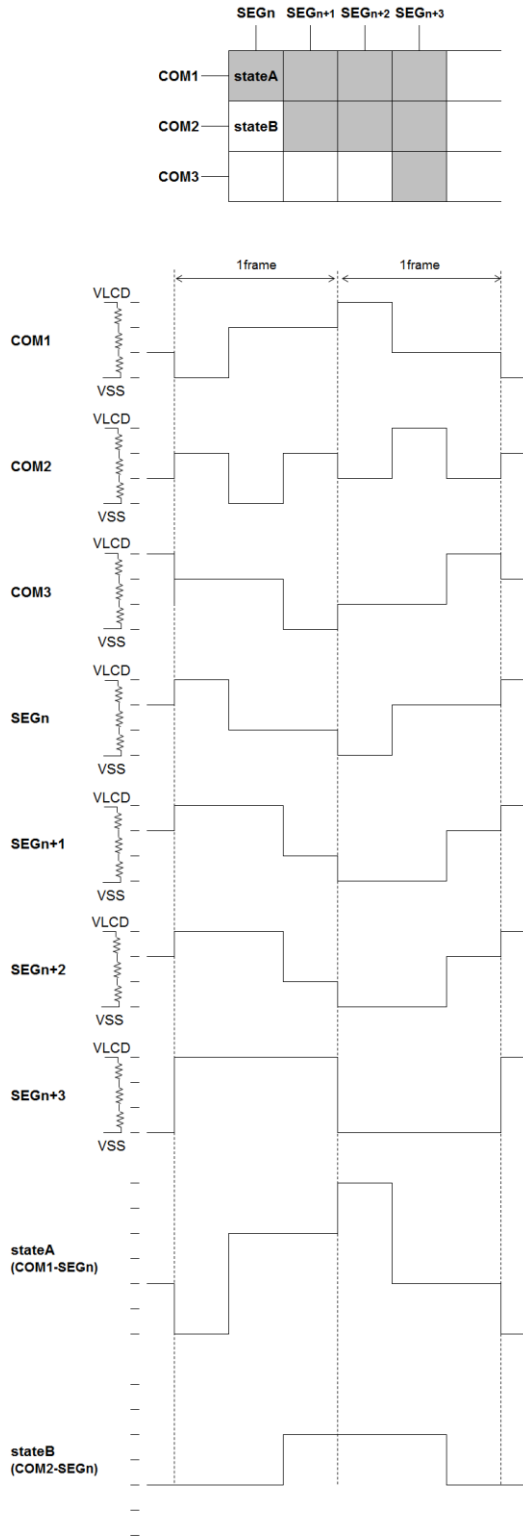 SEGn SEGn+1 SEGn+2 SEGn+3
COM1 stateA
COM2 stateB
COM3
1frame 1frame
VLCD
COM1
VSS
VLCD
COM2
VSS
VLCD
COM3
VSS
VLCD
SEGn
VSS
VLCD
SEGn+1
VSS
VLCD
SEGn+2
VSS
VLCD
SEGn+3
VSS
stateA
(COM1-SEGn)
stateB
(COM2-SEGn)